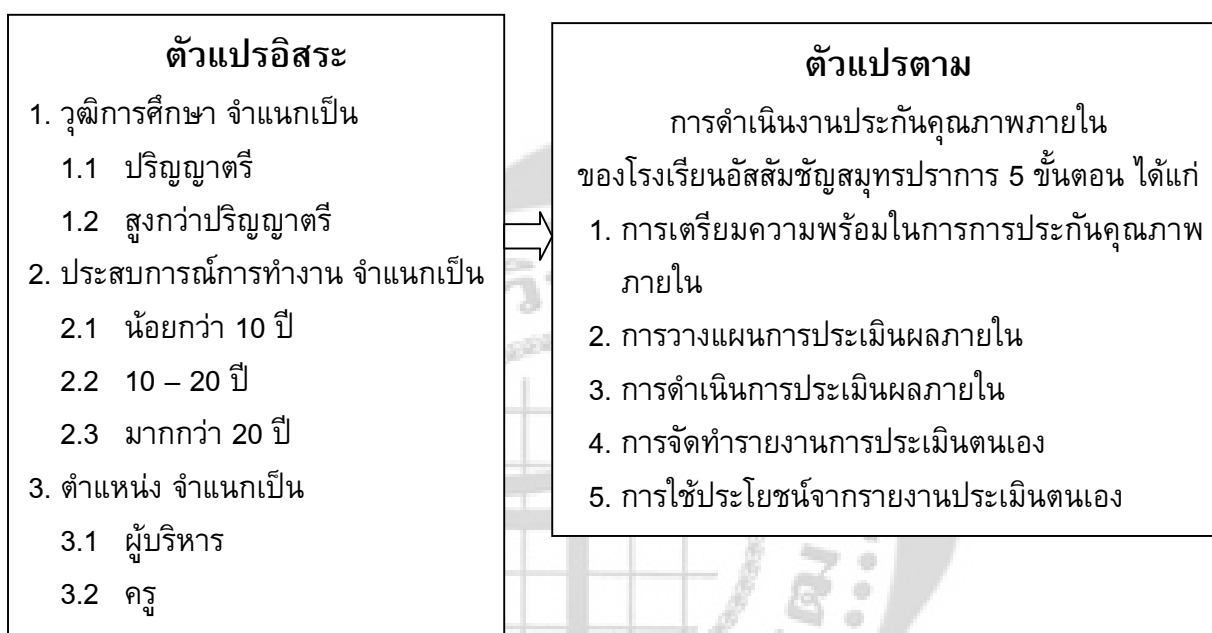 ตัวแปรอิสระ
1. วุฒิการศึกษา จำแนกเป็น
1.1 ปริญญาตรี
1.2 สูงกว่าปริญญาตรี
2. ประสบการณ์การทำงาน จำแนกเป็น
2.1 น้อยกว่า 10 ปี
2.2 10 – 20 ปี
2.3 มากกว่า 20 ปี
3. ตำแหน่ง จำแนกเป็น
3.1 ผู้บริหาร
3.2 ครู
ตัวแปรตาม
การดำเนินงานประกันคุณภาพภายใน
ของโรงเรียนอัสสัมชัญสมุทรปราการ 5 ขั้นตอน ได้แก่
1. การเตรียมความพร้อมในการการประกันคุณภาพ
ภายใน
2. การวางแผนการประเมินผลภายใน
3. การดำเนินการประเมินผลภายใน
4. การจัดทำรายงานการประเมินตนเอง
5. การใช้ประโยชน์จากรายงานประเมินตนเอง